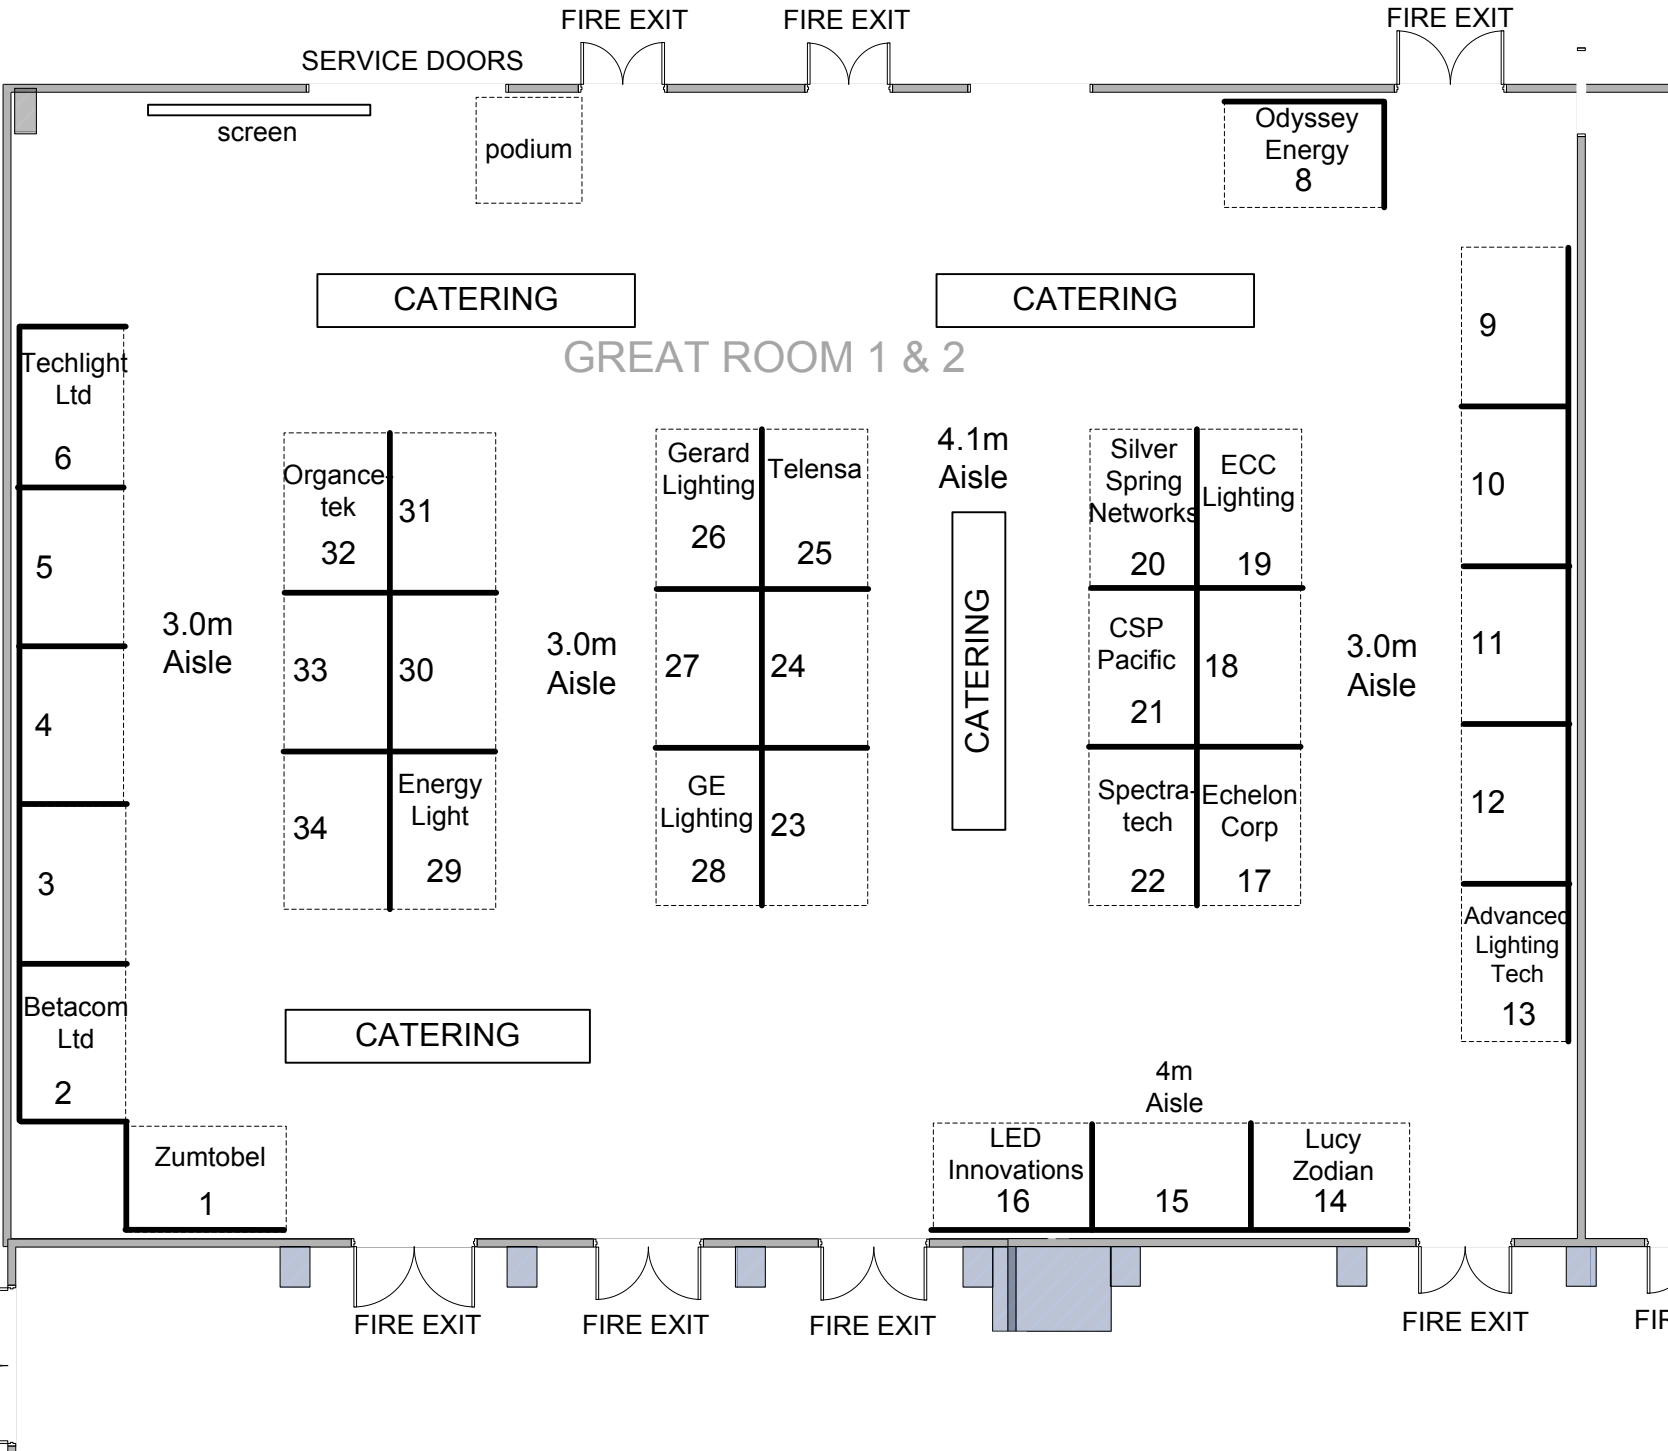 FIRE EXIT
FIRE EXIT
FIRE EXIT
SERVICE DOORS
screen
podium
Odyssey
Energy
8
CATERING
CATERING
GREAT ROOM 1 & 2
9
Techlight
Ltd
6
Organce-
tek
32
31
Gerard
Lighting
26
Telensa
25
4.1m
Aisle
Silver
Spring
Networks
20
ECC
Lighting
19
10
5
3.0m
Aisle
33
30
3.0m
Aisle
27
24
CATERING
CSP
Pacific
21
18
3.0m
Aisle
11
4
34
Energy
Light
29
GE
Lighting
28
23
Spectra-
tech
22
Echelon
Corp
17
12
3
Advanced
Lighting
Tech
13
Betacom
Ltd
2
CATERING
4m
Aisle
Zumtobel
1
LED
Innovations
16
15
Lucy
Zodian
14
FIRE EXIT
FIRE EXIT
FIRE EXIT
FIRE EXIT